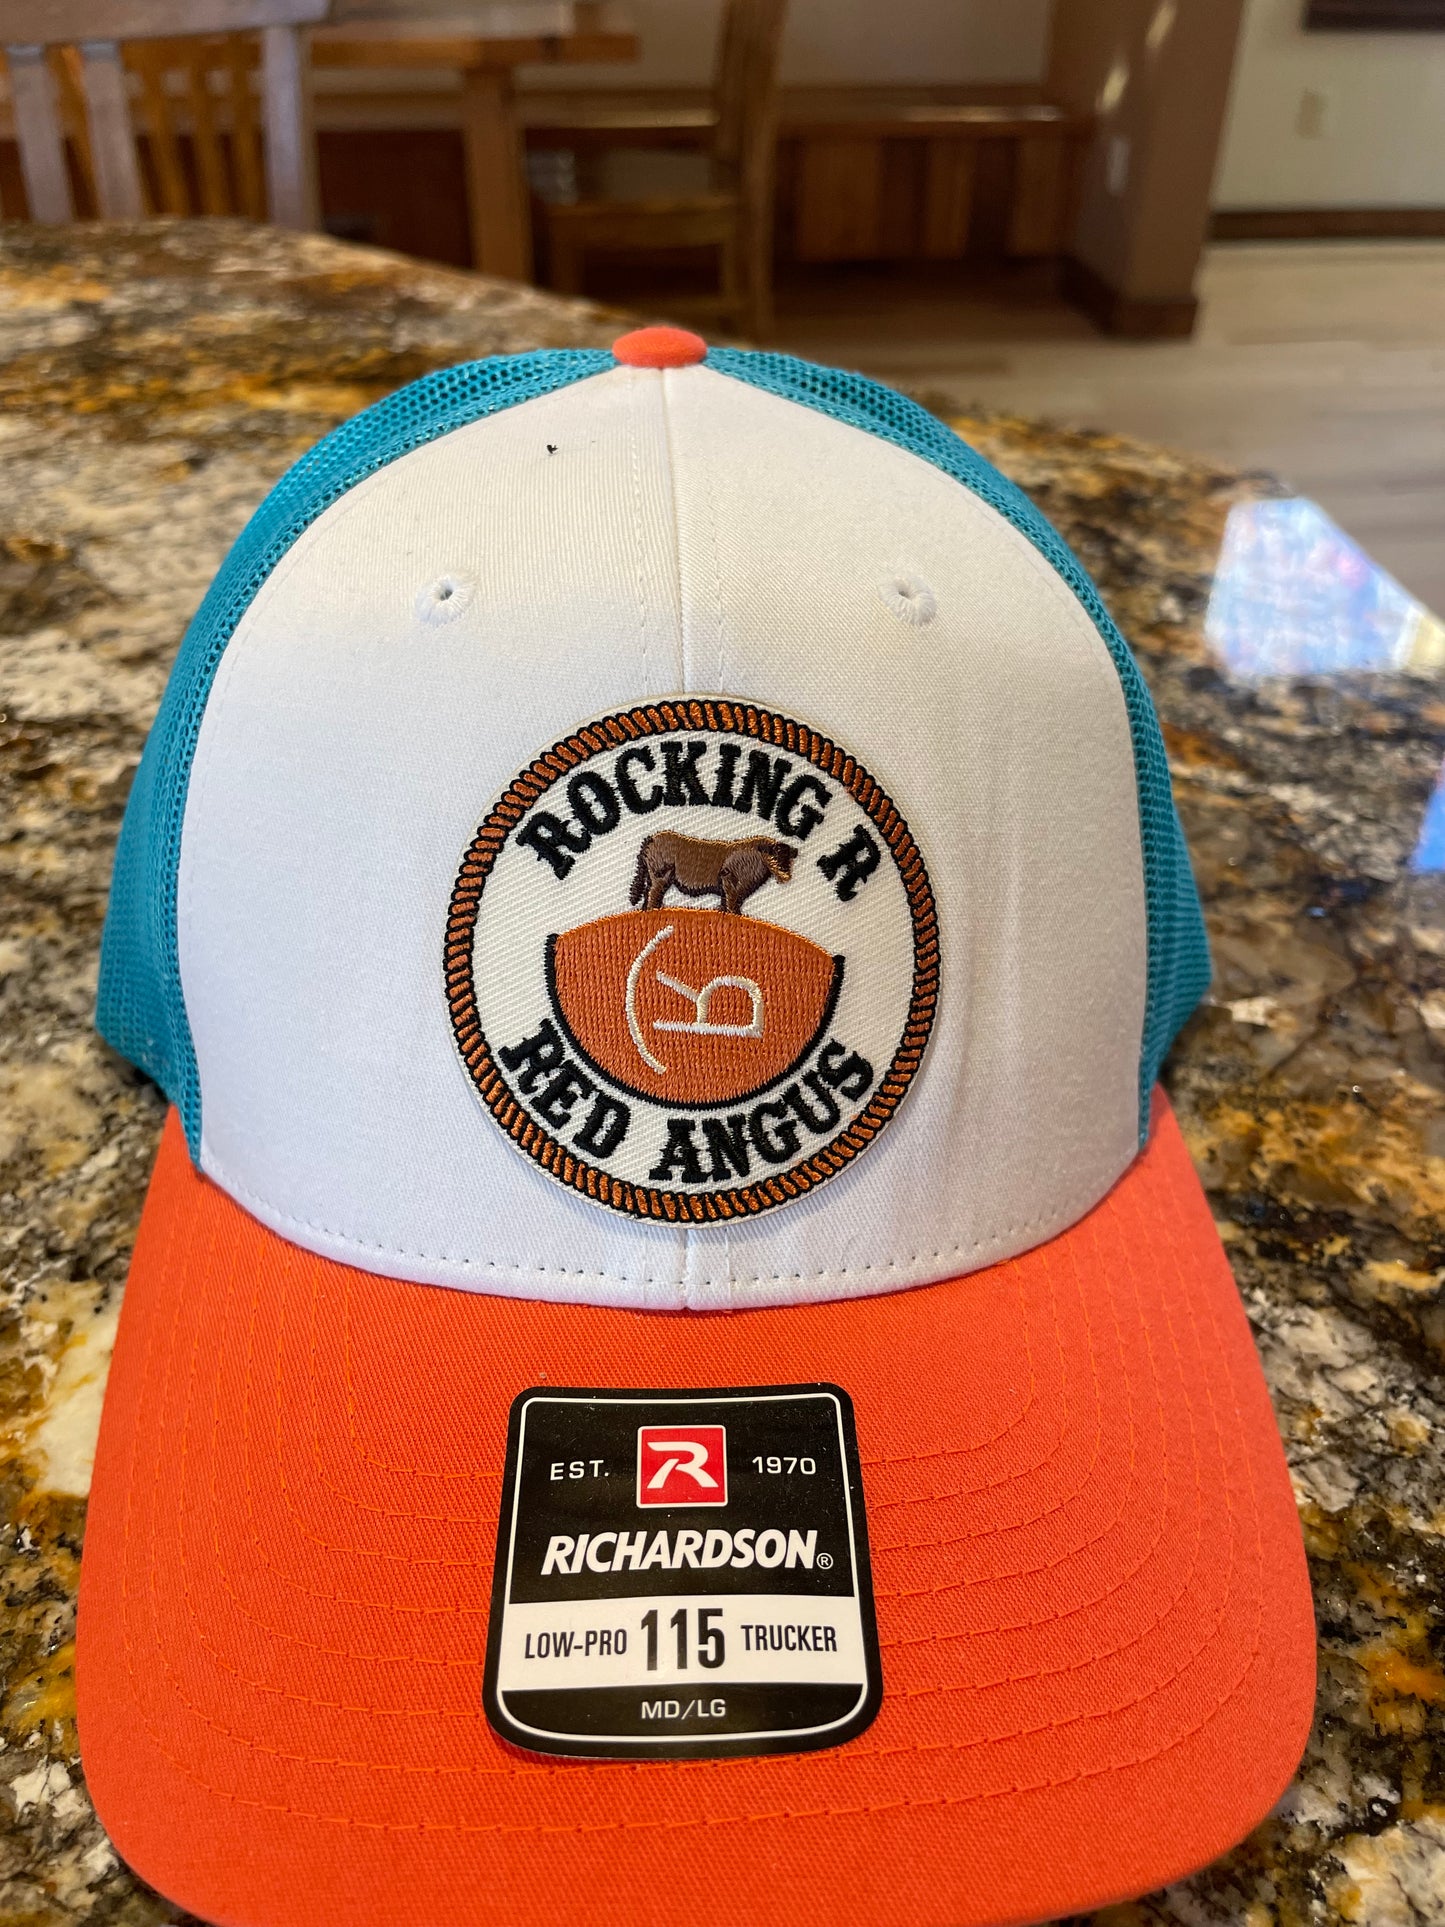 ROCKING R
R
RED ANGUS
EST. R 1970
RICHARDSON®
LOW-PRO 115 TRUCKER
MD/LG